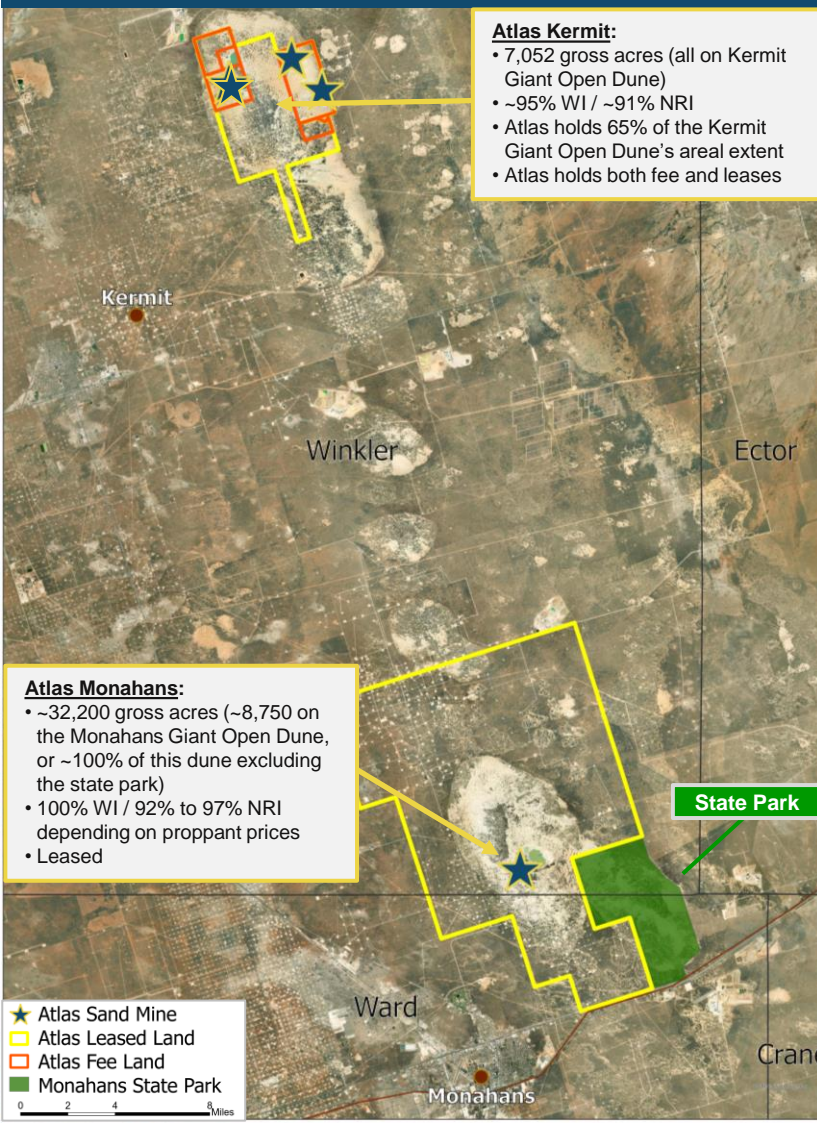 Atlas Kermit:
• 7,052 gross acres (all on Kermit
Giant Open Dune)
• ~95% WI / ~91% NRI
• Atlas holds 65% of the Kermit
Giant Open Dune’s areal extent
• Atlas holds both fee and leases
Kermit
Winkler
Ector
Atlas Monahans:
• ~32,200 gross acres (~8,750 on
the Monahans Giant Open Dune,
or ~100% of this dune excluding
the state park)
• 100% WI / 92% to 97% NRI
depending on proppant prices
• Leased
State Park
Ward
Crane
Monahans
Atlas Sand Mine
Atlas Leased Land
Atlas Fee Land
Monahans State Park
0 2 4 8
Miles